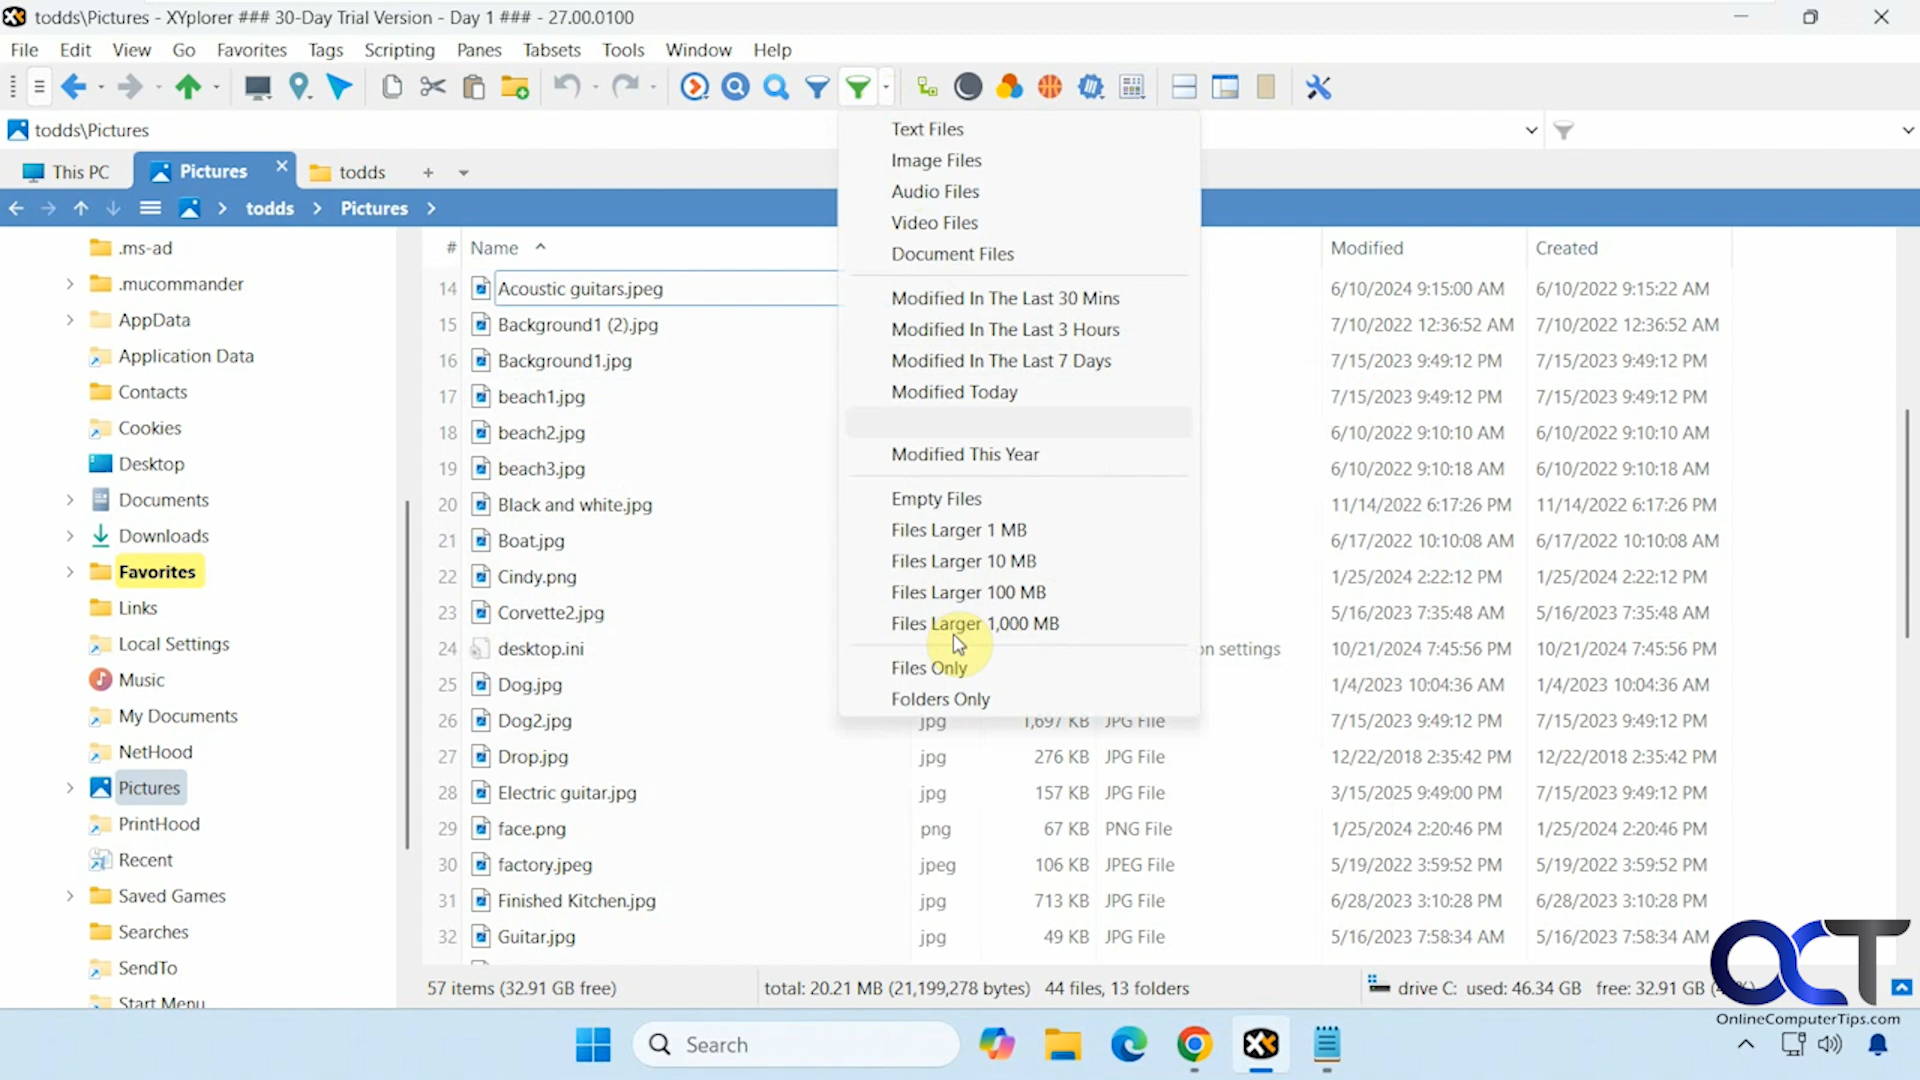 todds\Pictures - XYplorer ### 30-Day Trial Version - Day 1 ### - 27.00.0100
File Edit View Go Favorites Tags Scripting Panes Tabsets Tools Window Help
todds\Pictures
This PC Pictures todds
todds Pictures
.ms-ad
.mucommander
AppData
Application Data
Contacts
Cookies
Desktop
Documents
Downloads
Favorites
Links
Local Settings
Music
My Documents
NetHood
Pictures
PrintHood
Recent
Saved Games
Searches
SendTo
Start Menu
# Name Modified Created
14 Acoustic guitars.jpeg 6/10/2024 9:15:00 AM 6/10/2022 9:15:22 AM
15 Background1 (2).jpg 7/10/2022 12:36:52 AM 7/10/2022 12:36:52 AM
16 Background1.jpg 7/15/2023 9:49:12 PM 7/15/2023 9:49:12 PM
17 beach1.jpg 7/15/2023 9:49:12 PM 7/15/2023 9:49:12 PM
18 beach2.jpg 6/10/2022 9:10:10 AM 6/10/2022 9:10:10 AM
19 beach3.jpg 6/10/2022 9:10:18 AM 6/10/2022 9:10:18 AM
20 Black and white.jpg 11/14/2022 6:17:26 PM 11/14/2022 6:17:26 PM
21 Boat.jpg 6/17/2022 10:10:08 AM 6/17/2022 10:10:08 AM
22 Cindy.png 1/25/2024 2:22:12 PM 1/25/2024 2:22:12 PM
23 Corvette2.jpg 5/16/2023 7:35:48 AM 5/16/2023 7:35:48 AM
24 desktop.ini on settings 10/21/2024 7:45:56 PM 10/21/2024 7:45:56 PM
25 Dog.jpg 1/4/2023 10:04:36 AM 1/4/2023 10:04:36 AM
26 Dog2.jpg jpg 1,697 KB JPG File 7/15/2023 9:49:12 PM 7/15/2023 9:49:12 PM
27 Drop.jpg jpg 276 KB JPG File 12/22/2018 2:35:42 PM 12/22/2018 2:35:42 PM
28 Electric guitar.jpg jpg 157 KB JPG File 3/15/2025 9:49:00 PM 7/15/2023 9:49:12 PM
29 face.png png 67 KB PNG File 1/25/2024 2:20:46 PM 1/25/2024 2:20:46 PM
30 factory.jpeg jpeg 106 KB JPEG File 5/19/2022 3:59:52 PM 5/19/2022 3:59:52 PM
31 Finished Kitchen.jpg jpg 713 KB JPG File 6/28/2023 3:10:28 PM 6/28/2023 3:10:28 PM
32 Guitar.jpg jpg 49 KB JPG File 5/16/2023 7:58:34 AM 5/16/2023 7:58:34 AM
Text Files
Image Files
Audio Files
Video Files
Document Files
Modified In The Last 30 Mins
Modified In The Last 3 Hours
Modified In The Last 7 Days
Modified Today
Modified This Year
Empty Files
Files Larger 1 MB
Files Larger 10 MB
Files Larger 100 MB
Files Larger 1,000 MB
Files Only
Folders Only
57 items (32.91 GB free) total: 20.21 MB (21,199,278 bytes) 44 files, 13 folders drive C: used: 46.34 GB free: 32.91 GB
OCT
OnlineComputerTips.com
Search